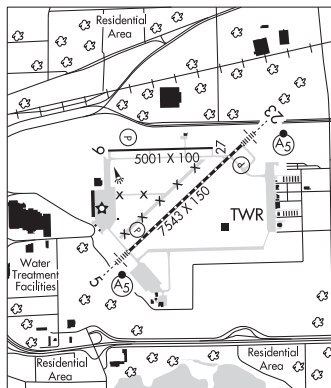 Residential
Area
23
A5
P
9
5001 X 100
27
P
X X X X X X
7543 X 150
TWR
P
Water
Treatment
Facilities
5
A5
Residential
Area
Residential
Area